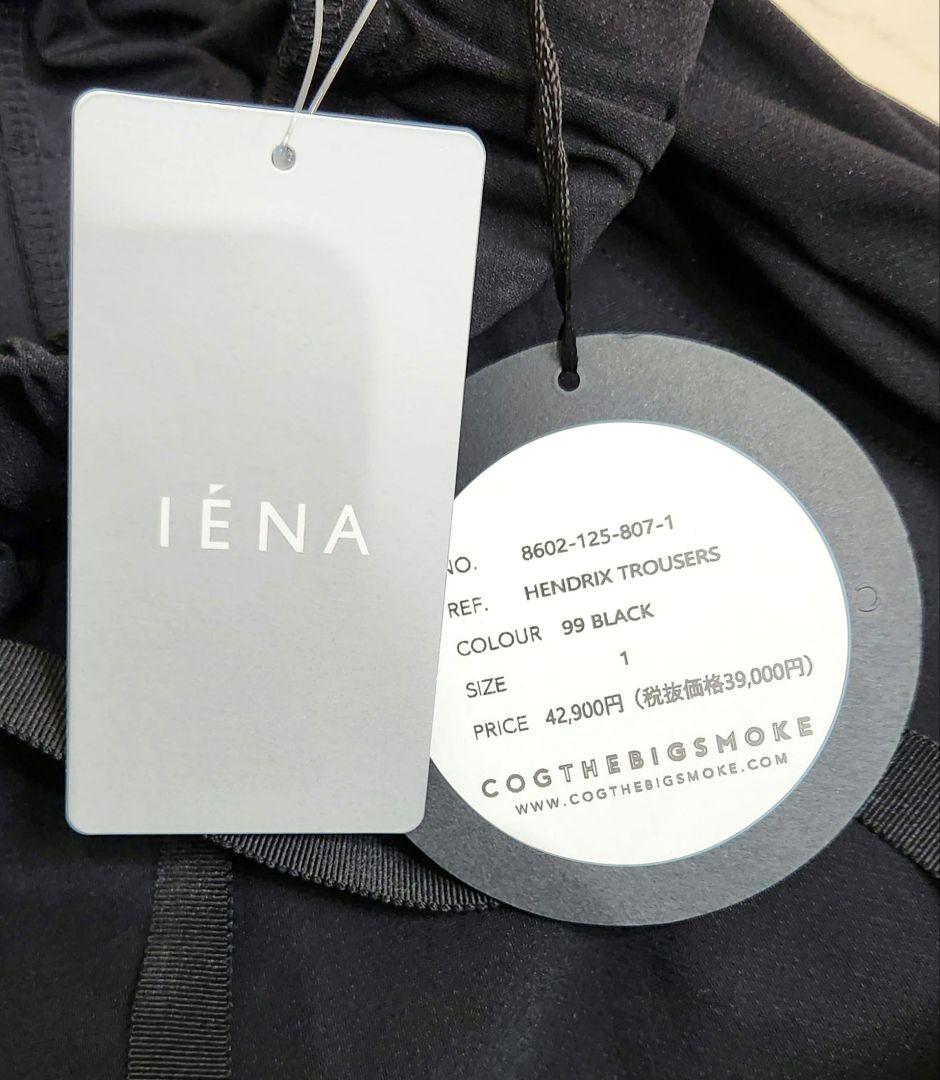 IÉNA
NO. 8602-125-807-1
REF. HENDRIX TROUSERS
COLOUR 99 BLACK
SIZE 1
PRICE 42,900円（税抜価格39,000円）
COGTHEBIGSMOKE
WWW.COGTHEBIGSMOKE.COM